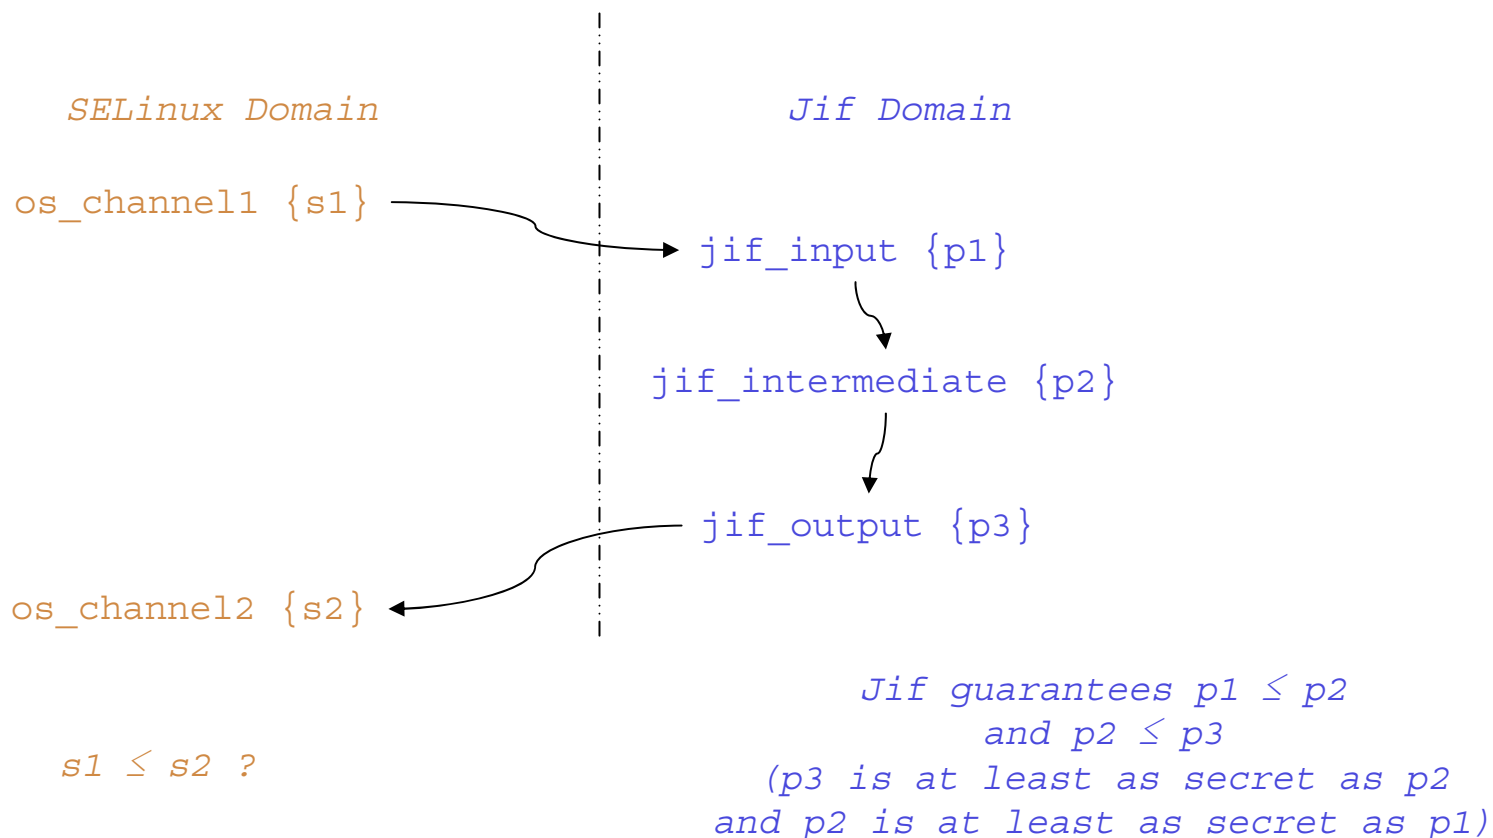 SELinux Domain
Jif Domain
os_channel1 {s1}
jif_input {p1}
jif_intermediate {p2}
jif_output {p3}
os_channel2 {s2}
s1 ≤ s2 ?
Jif guarantees p1 ≤ p2
and p2 ≤ p3
(p3 is at least as secret as p2
and p2 is at least as secret as p1)